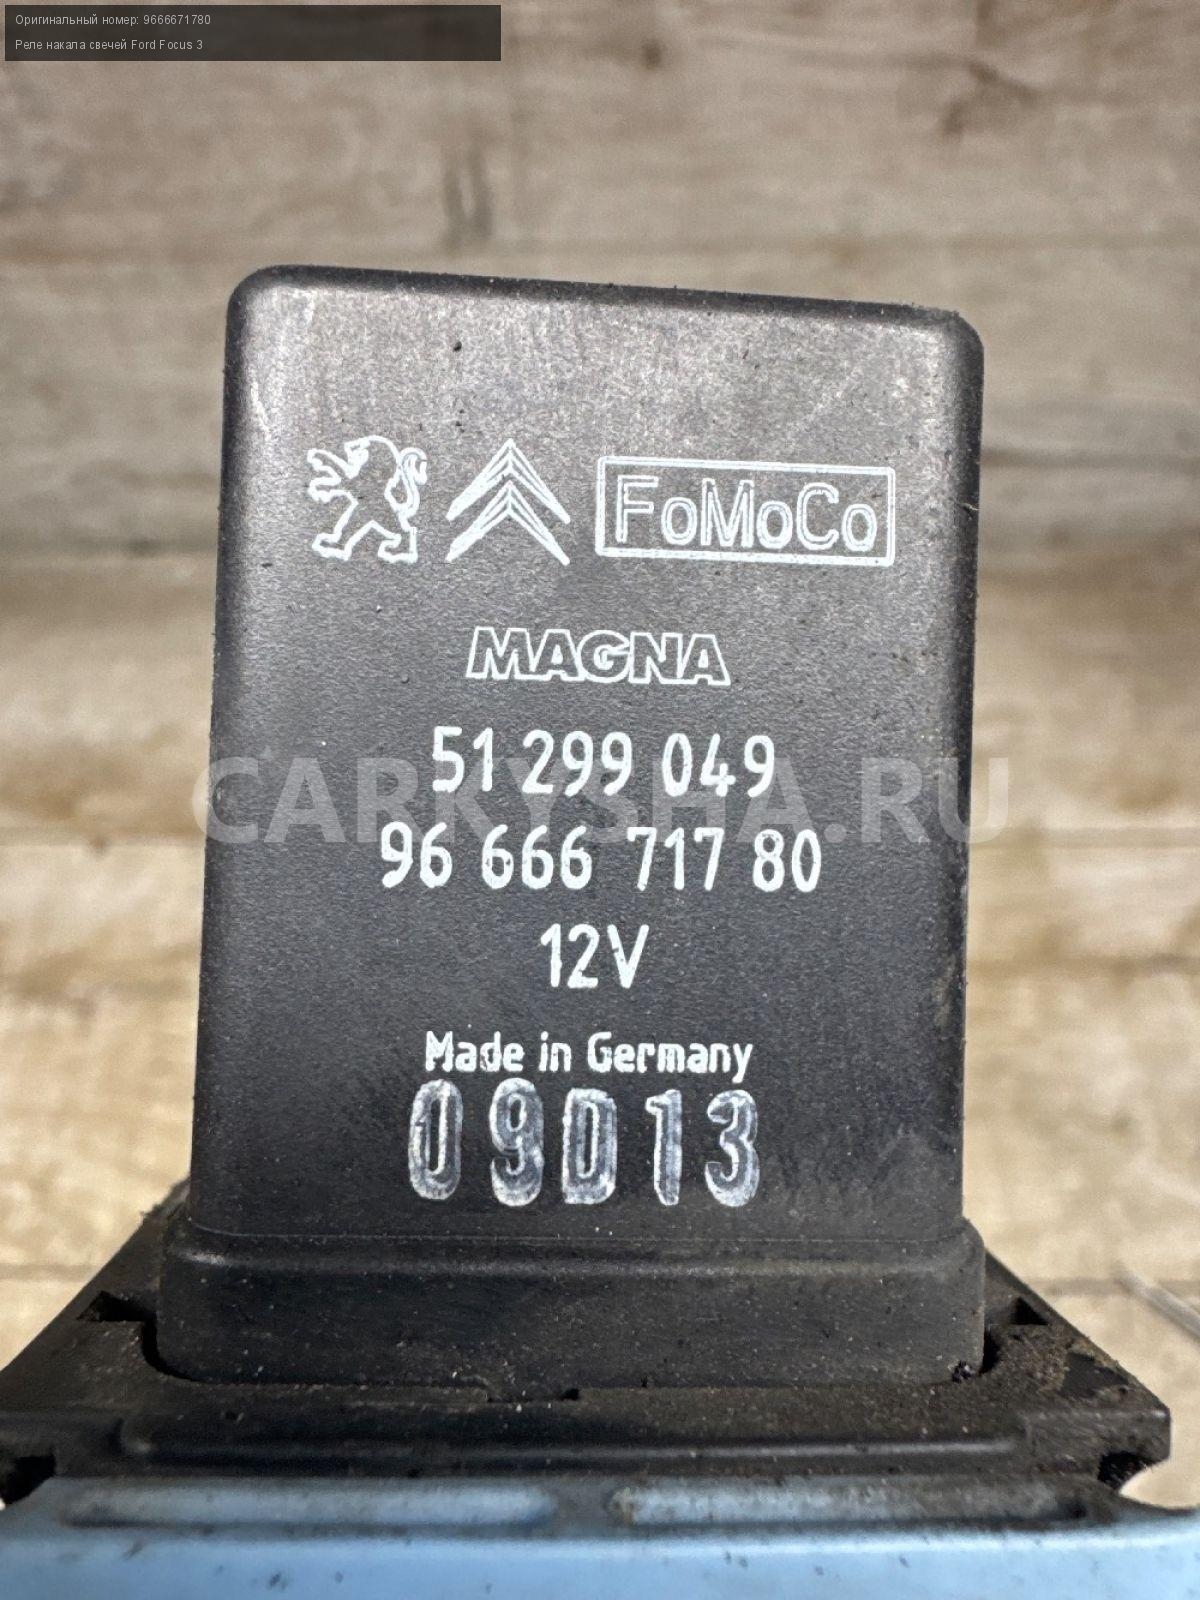 Оригинальный номер: 9666671780
Реле накала свечей Ford Focus 3
FoMoCo
MAGNA
51 299 049
CARKYSHA.RU
96 666 717 80
12V
Made in Germany
09D13